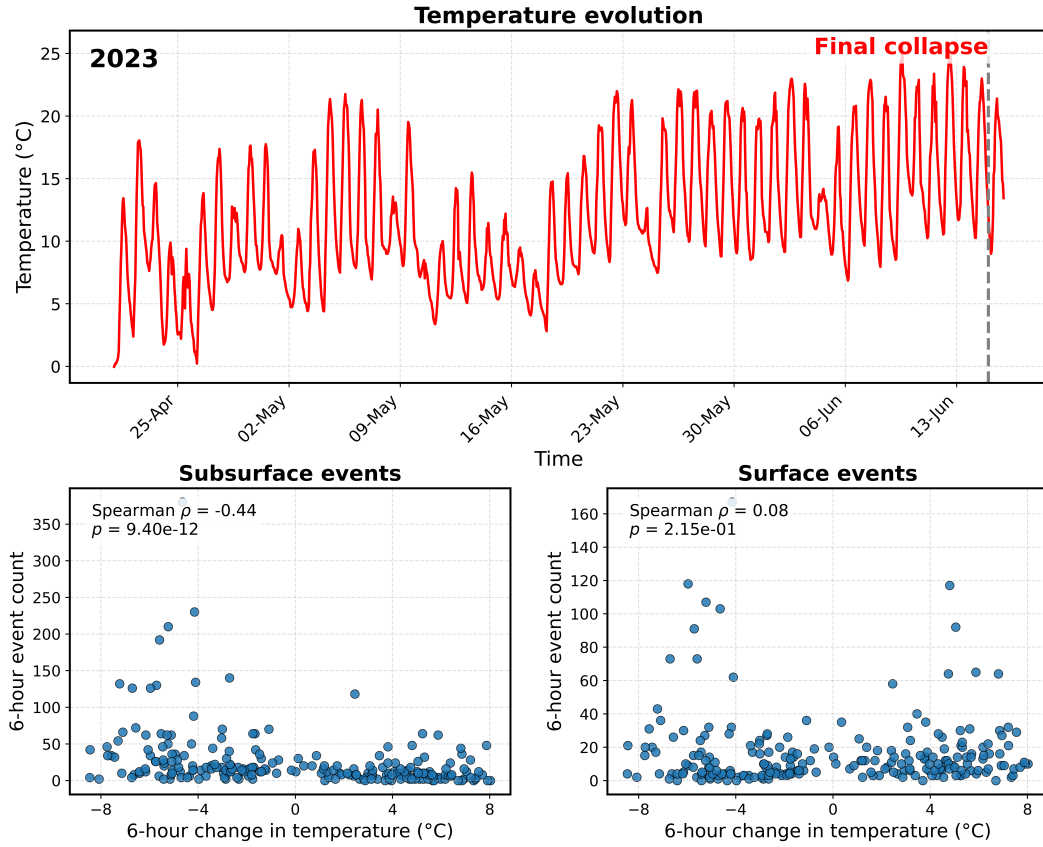 Temperature evolution
2023
Final collapse
Temperature (°C)
25
20
15
10
5
0
25-Apr
02-May
09-May
16-May
23-May
30-May
06-Jun
13-Jun
Time
Subsurface events
Spearman ρ = -0.44
p = 9.40e-12
6-hour event count
350
300
250
200
150
100
50
0
−8
−4
0
4
8
6-hour change in temperature (°C)
Surface events
Spearman ρ = 0.08
p = 2.15e-01
6-hour event count
160
140
120
100
80
60
40
20
0
−8
−4
0
4
8
6-hour change in temperature (°C)